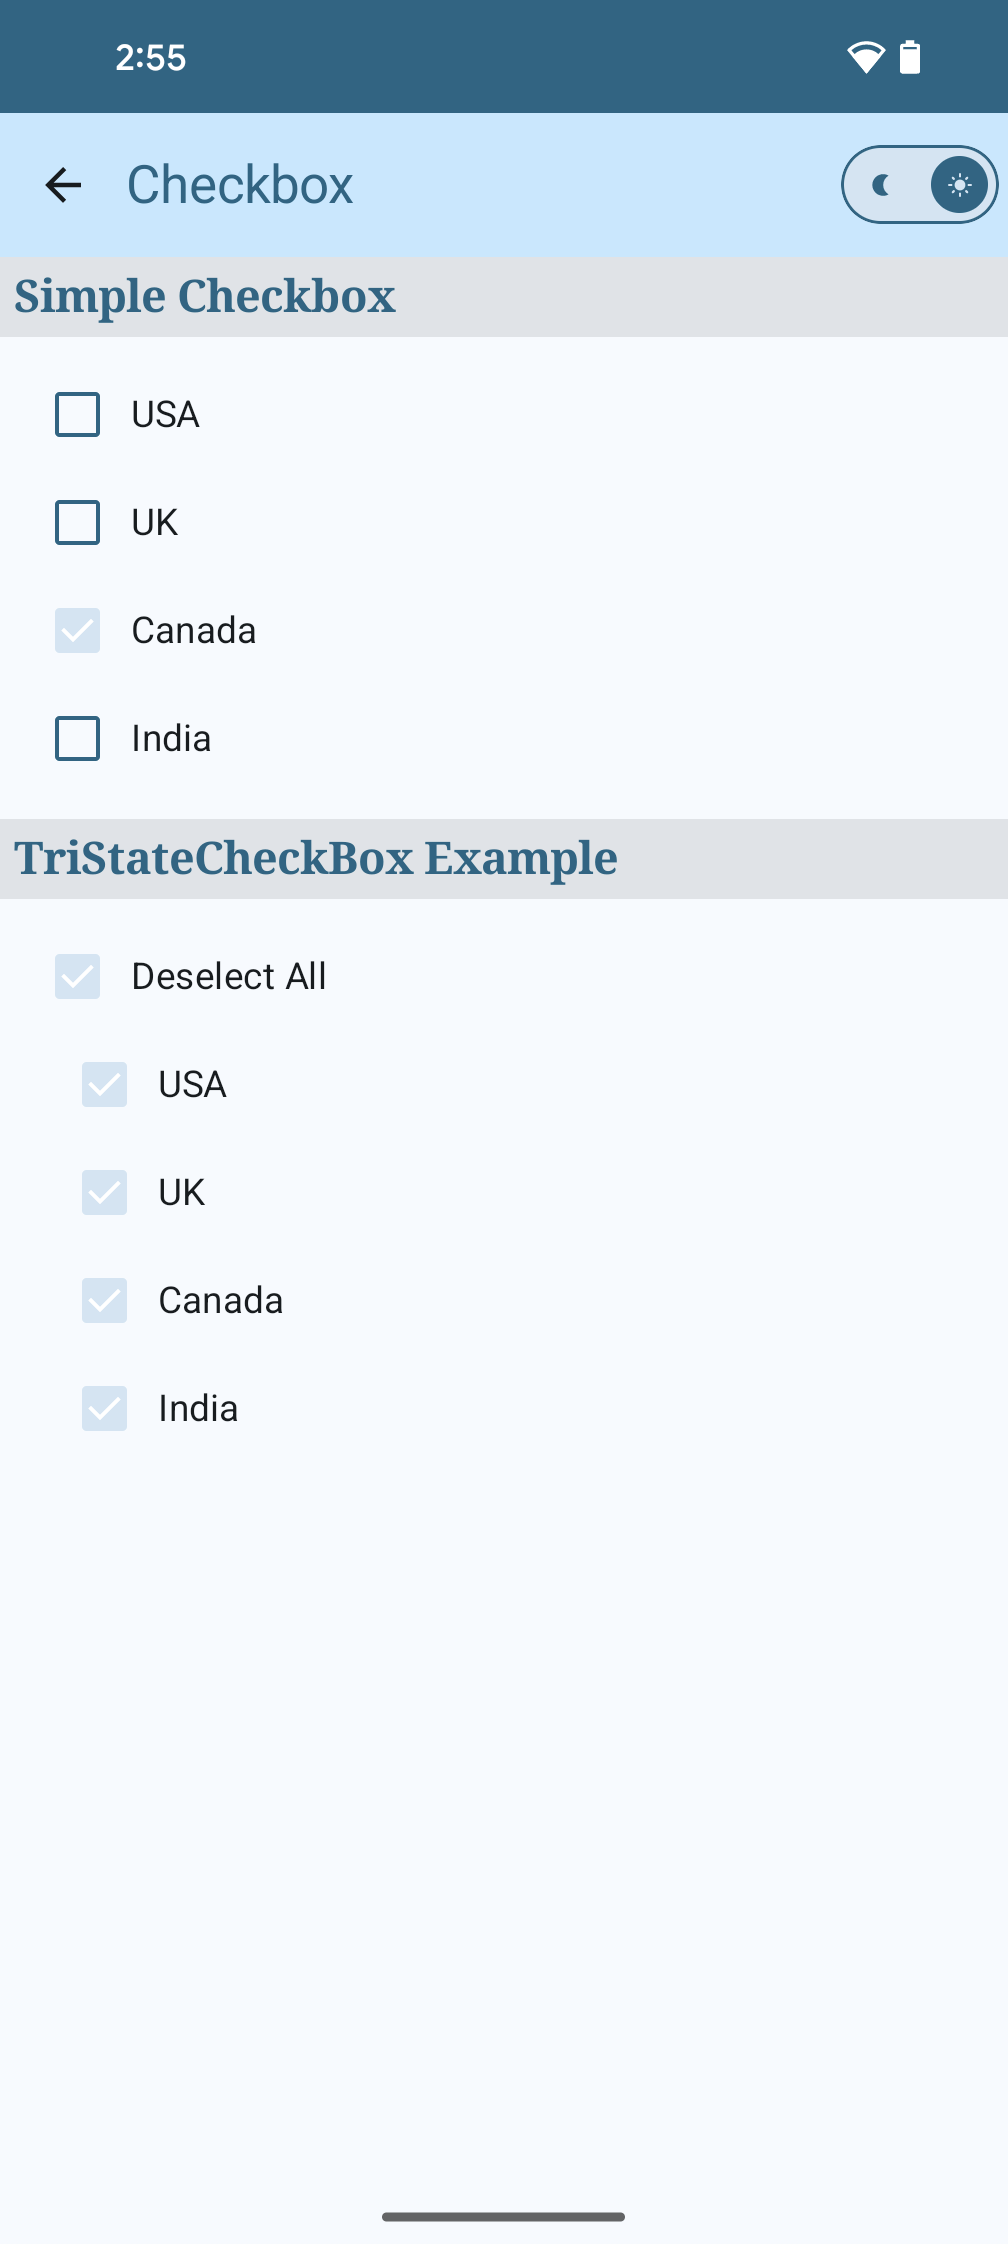 2:55
Checkbox
Simple Checkbox
USA
UK
Canada
India
TriStateCheckBox Example
Deselect All
USA
UK
Canada
India